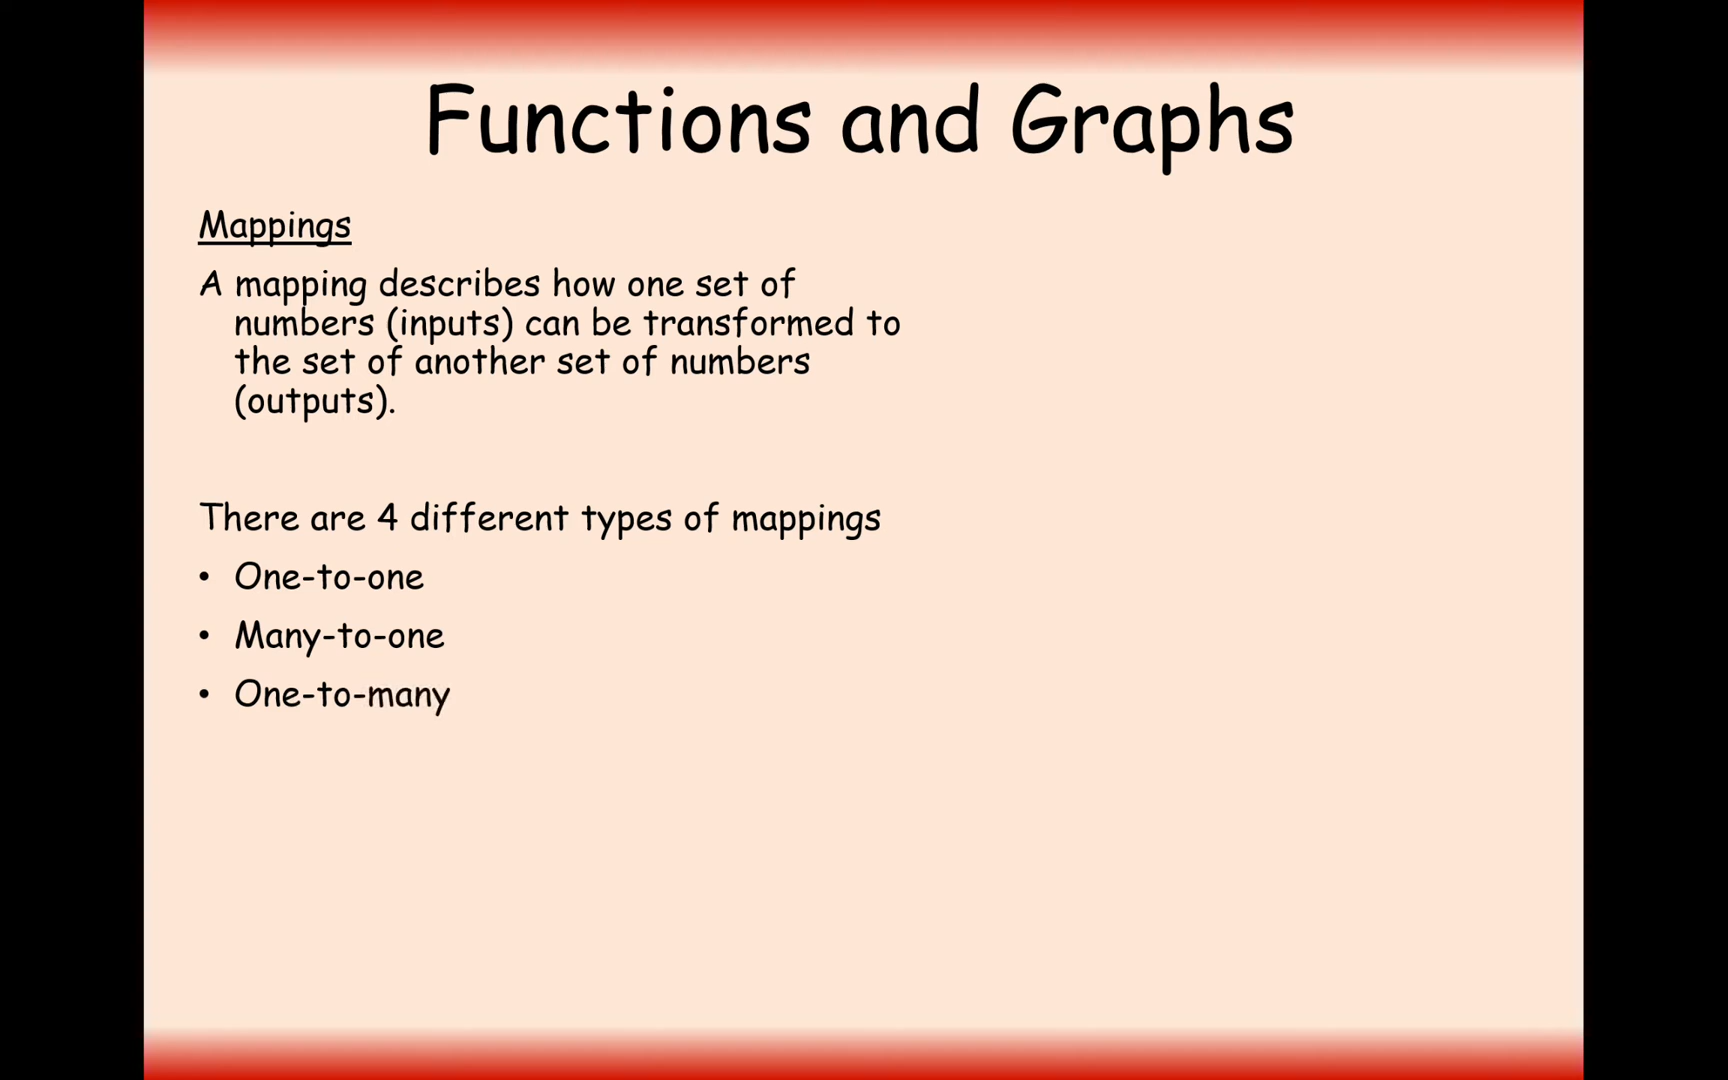 Functions and Graphs
Mappings
A mapping describes how one set of
numbers (inputs) can be transformed to
the set of another set of numbers
(outputs).
There are 4 different types of mappings
• One-to-one
• Many-to-one
• One-to-many